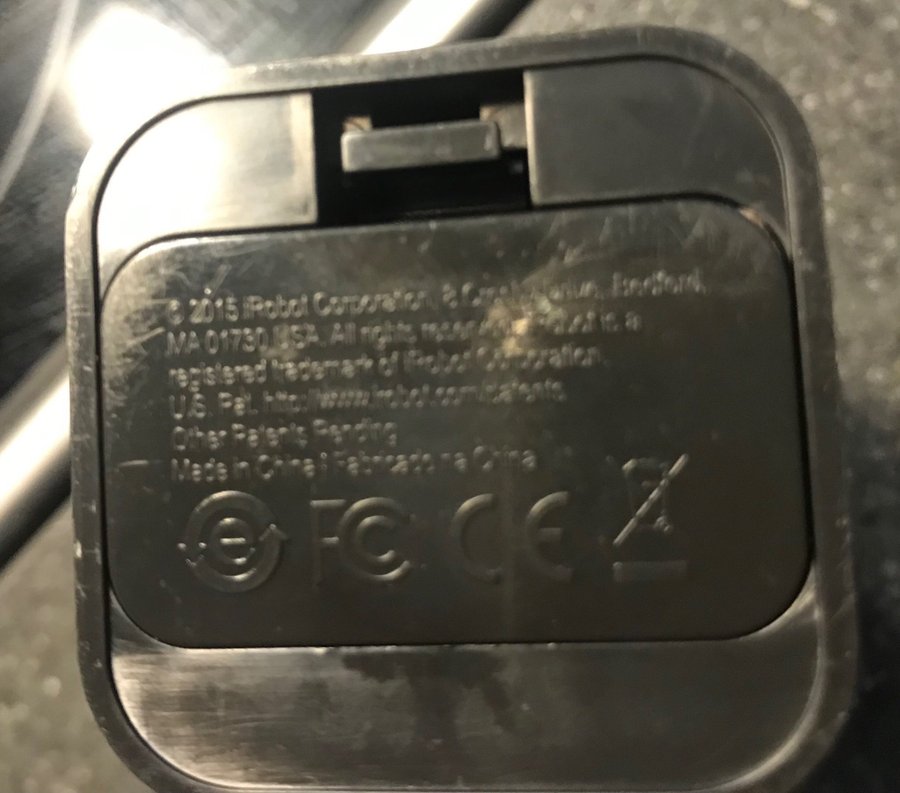 © 2015 iRobot Corporation, 8 Crosby Drive, Bedford,
MA 01730 USA. All rights reserved. iRobot is a
registered trademark of iRobot Corporation.
U.S. Pat. http://www.irobot.com/patents
Other Patents Pending
Made in China | Fabricado na China
e FC CE